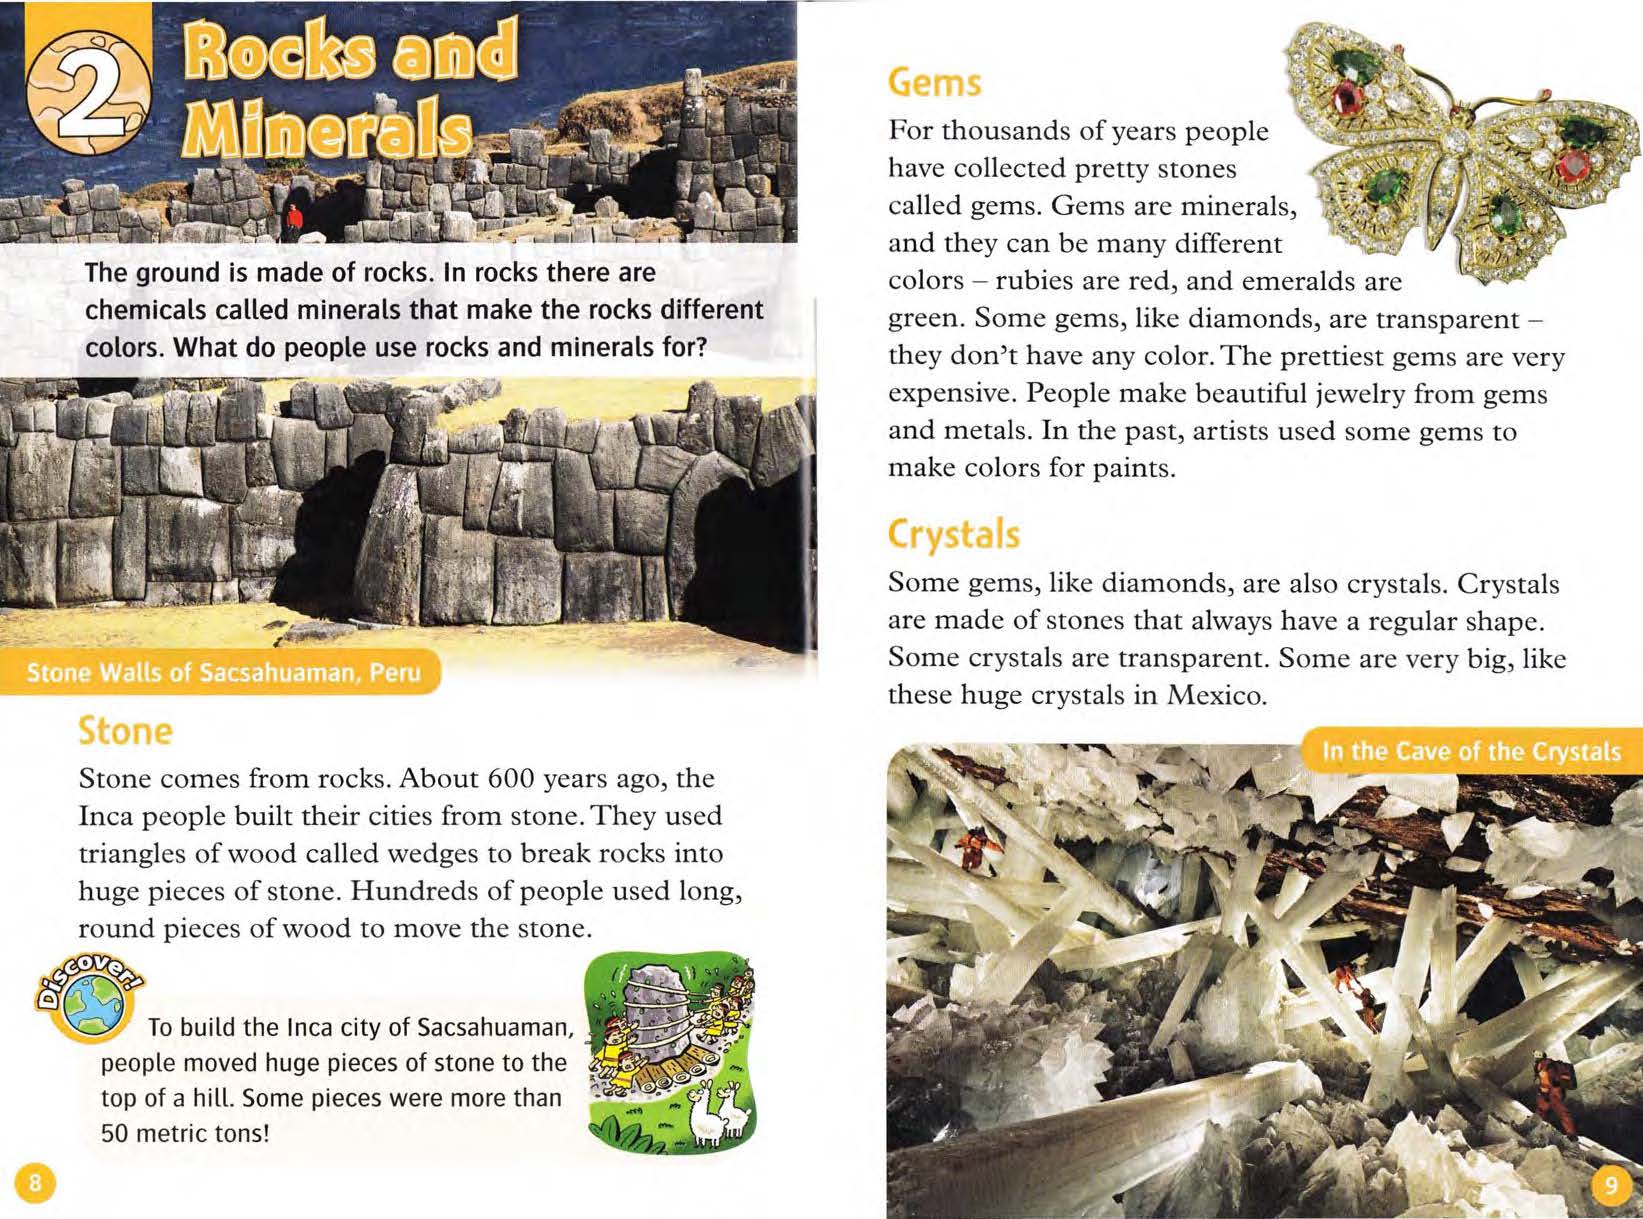 2
Rocks and
Minerals
The ground is made of rocks. In rocks there are
chemicals called minerals that make the rocks different
colors. What do people use rocks and minerals for?
Stone Walls of Sacsahuaman, Peru
Stone
Stone comes from rocks. About 600 years ago, the
Inca people built their cities from stone. They used
triangles of wood called wedges to break rocks into
huge pieces of stone. Hundreds of people used long,
round pieces of wood to move the stone.
Discover!
To build the Inca city of Sacsahuaman,
people moved huge pieces of stone to the
top of a hill. Some pieces were more than
50 metric tons!
8
Gems
For thousands of years people
have collected pretty stones
called gems. Gems are minerals,
and they can be many different
colors – rubies are red, and emeralds are
green. Some gems, like diamonds, are transparent –
they don't have any color. The prettiest gems are very
expensive. People make beautiful jewelry from gems
and metals. In the past, artists used some gems to
make colors for paints.
Crystals
Some gems, like diamonds, are also crystals. Crystals
are made of stones that always have a regular shape.
Some crystals are transparent. Some are very big, like
these huge crystals in Mexico.
In the Cave of the Crystals
9